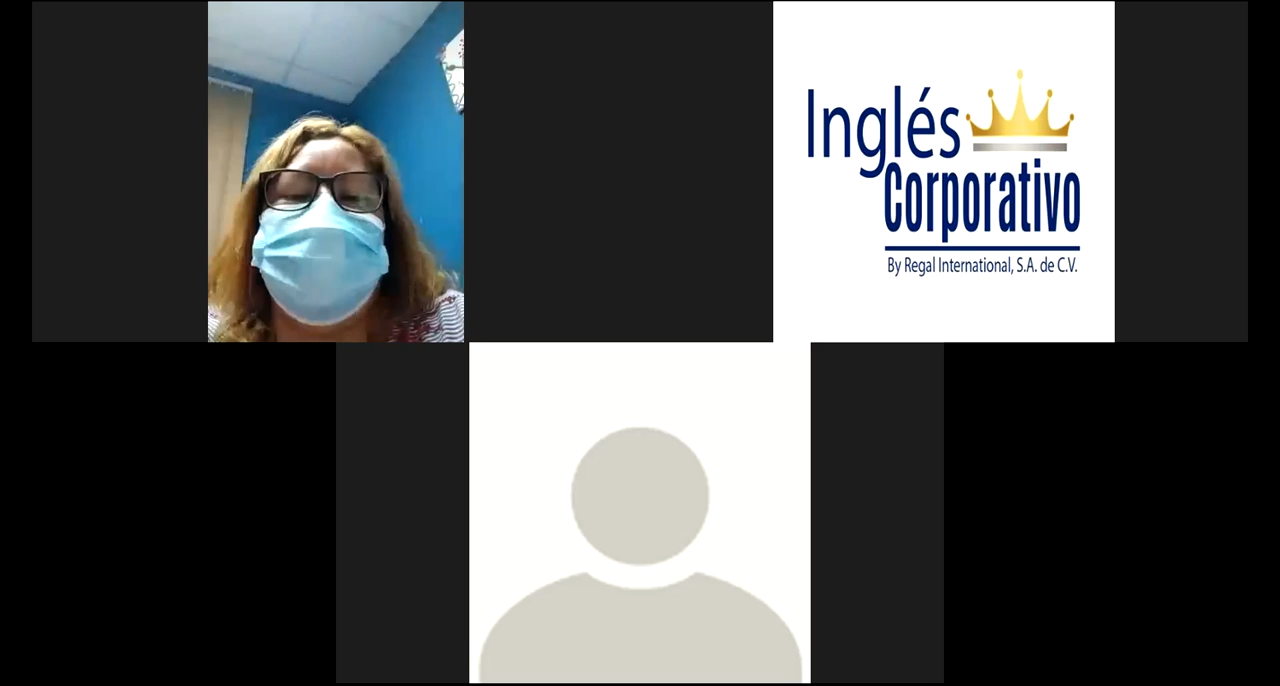 Inglés
Corporativo
By Regal International, S.A. de C.V.